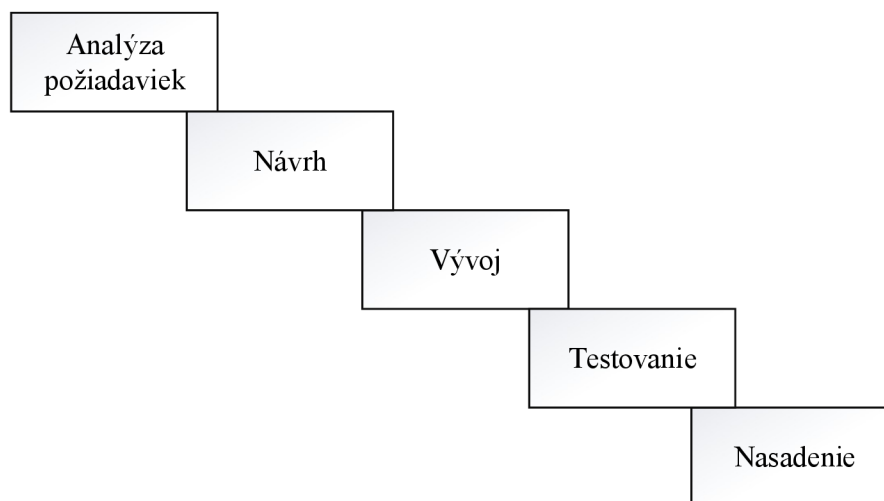 Analýza
požiadaviek
Návrh
Vývoj
Testovanie
Nasadenie